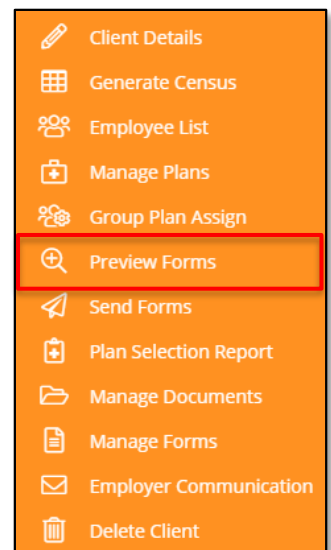 Client Details
Generate Census
Employee List
Manage Plans
Group Plan Assign
Preview Forms
Send Forms
Plan Selection Report
Manage Documents
Manage Forms
Employer Communication
Delete Client